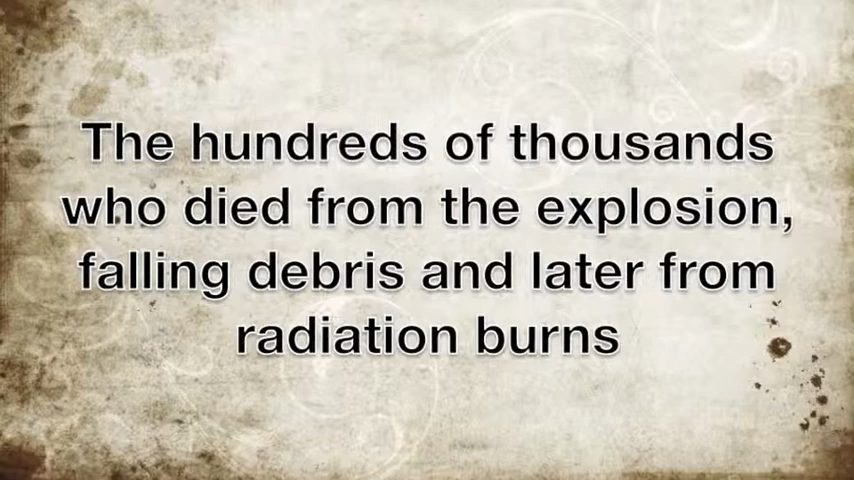 The hundreds of thousands
who died from the explosion,
falling debris and later from
radiation burns